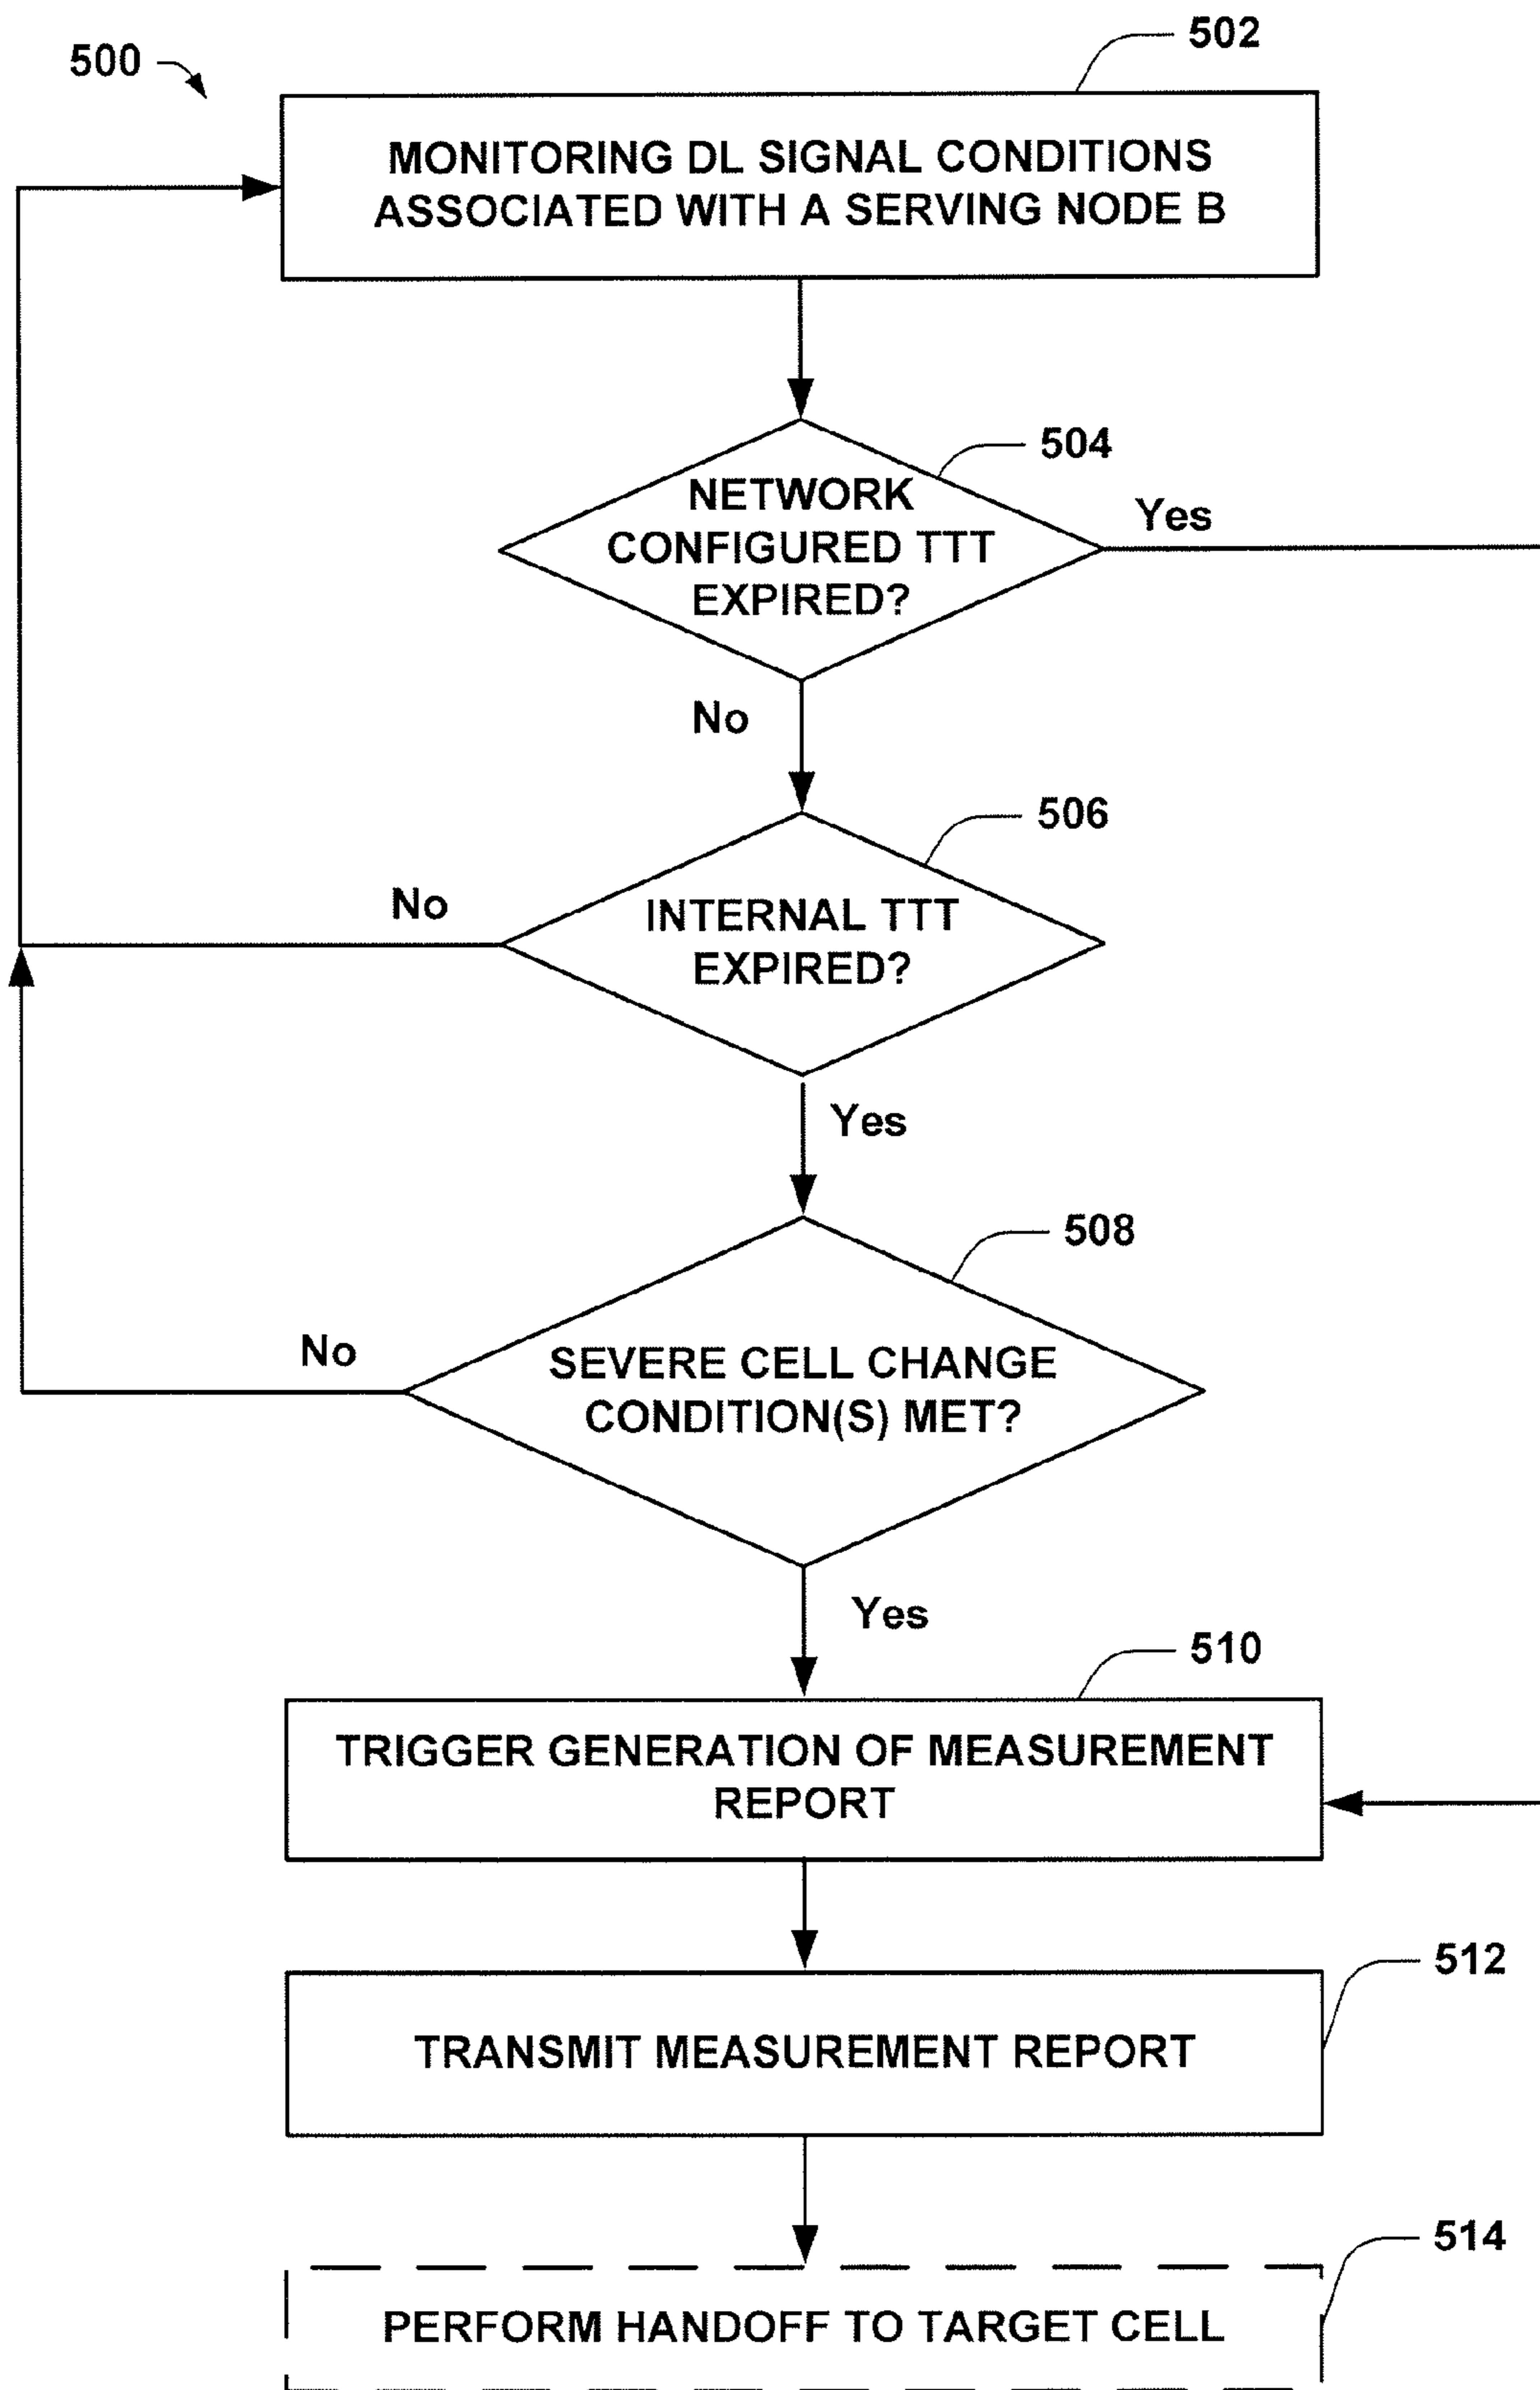 500
502
MONITORING DL SIGNAL CONDITIONS
ASSOCIATED WITH A SERVING NODE B
504
NETWORK
CONFIGURED TTT
EXPIRED?
Yes
No
506
INTERNAL TTT
EXPIRED?
No
Yes
508
SEVERE CELL CHANGE
CONDITION(S) MET?
No
Yes
510
TRIGGER GENERATION OF MEASUREMENT
REPORT
512
TRANSMIT MEASUREMENT REPORT
514
PERFORM HANDOFF TO TARGET CELL